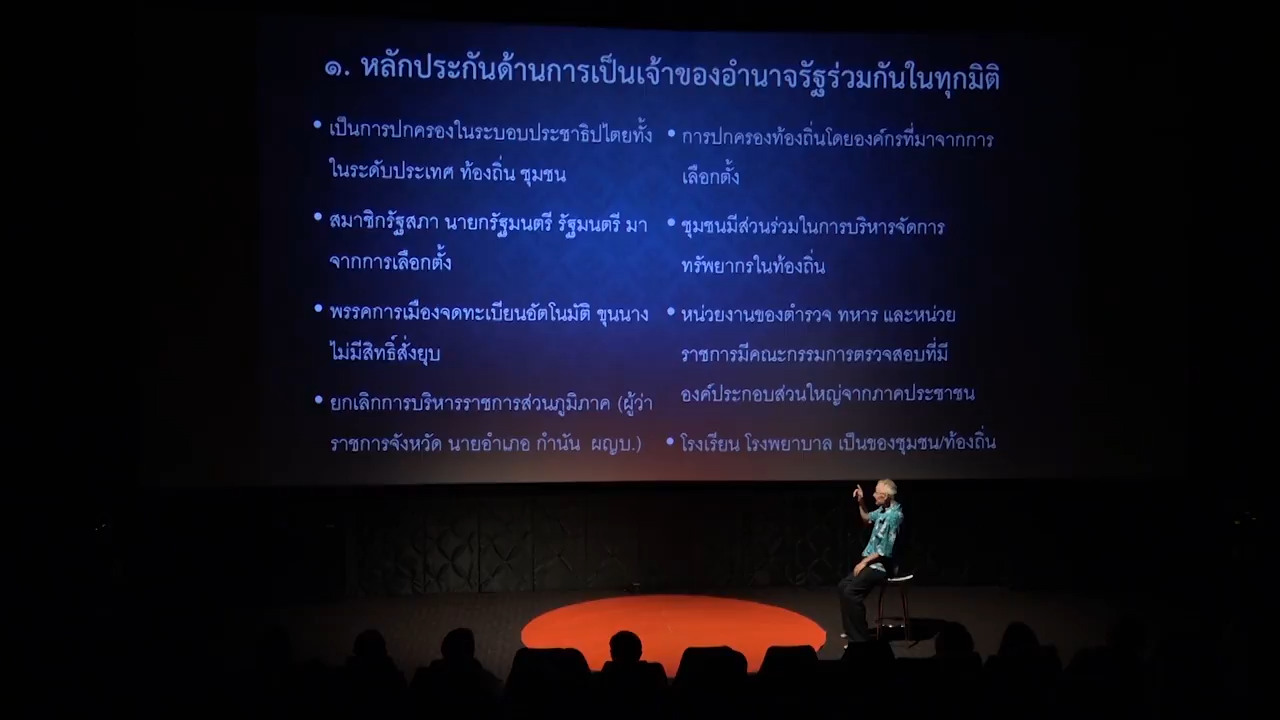 ๑. หลักประกันด้านการเป็นเจ้าของอำนาจรัฐร่วมกันในทุกมิติ
• เป็นการปกครองในระบอบประชาธิปไตยทั้ง
ในระดับประเทศ ท้องถิ่น ชุมชน
• สมาชิกรัฐสภา นายกรัฐมนตรี รัฐมนตรี มา
จากการเลือกตั้ง
• พรรคการเมืองจดทะเบียนอัตโนมัติ ขุนนาง
ไม่มีสิทธิ์สั่งยุบ
• ยกเลิกการบริหารราชการส่วนภูมิภาค (ผู้ว่า
ราชการจังหวัด นายอำเภอ กำนัน ผญบ.)
• การปกครองท้องถิ่นโดยองค์กรที่มาจากการ
เลือกตั้ง
• ชุมชนมีส่วนร่วมในการบริหารจัดการ
ทรัพยากรในท้องถิ่น
• หน่วยงานของตำรวจ ทหาร และหน่วย
ราชการมีคณะกรรมการตรวจสอบที่มี
องค์ประกอบส่วนใหญ่จากภาคประชาชน
• โรงเรียน โรงพยาบาล เป็นของชุมชน/ท้องถิ่น